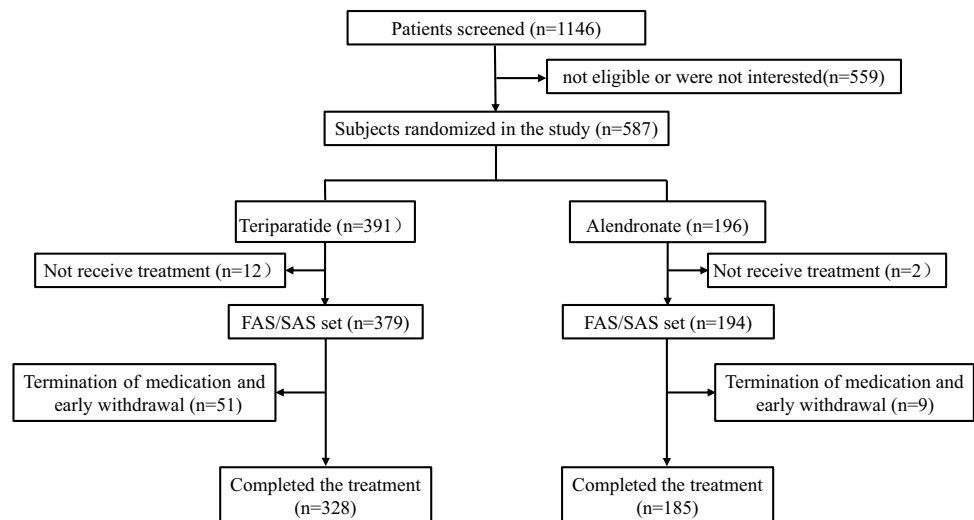 Patients screened (n=1146)
not eligible or were not interested(n=559)
Subjects randomized in the study (n=587)
Teriparatide (n=391）
Alendronate (n=196)
Not receive treatment (n=12）
Not receive treatment (n=2）
FAS/SAS set (n=379)
FAS/SAS set (n=194)
Termination of medication and
early withdrawal (n=51)
Termination of medication and
early withdrawal (n=9)
Completed the treatment
(n=328)
Completed the treatment
(n=185)